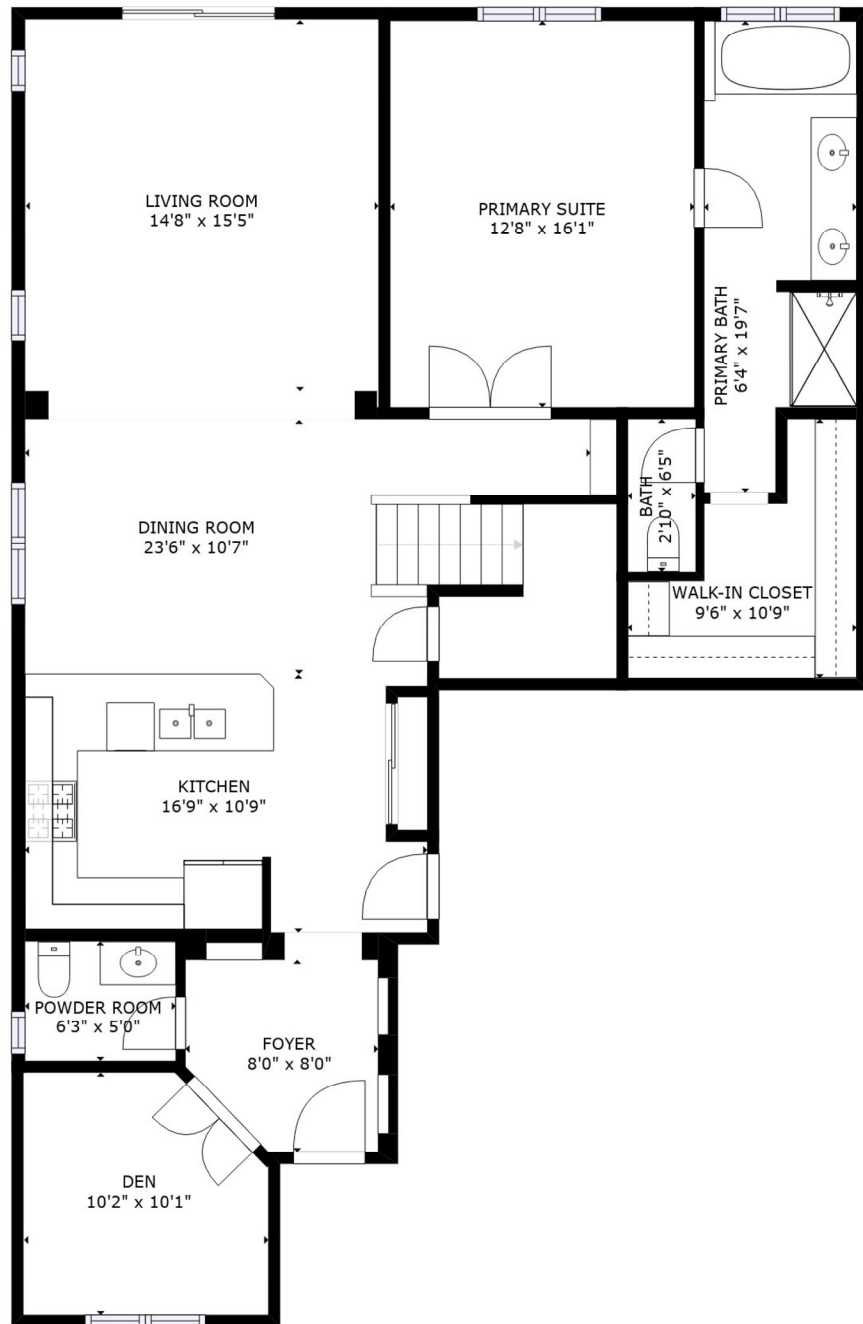 LIVING ROOM
14'8" x 15'5"
PRIMARY SUITE
12'8" x 16'1"
PRIMARY BATH
6'4" x 19'7"
DINING ROOM
23'6" x 10'7"
BATH
2'10" x 6'5"
WALK-IN CLOSET
9'6" x 10'9"
KITCHEN
16'9" x 10'9"
POWDER ROOM
6'3" x 5'0"
FOYER
8'0" x 8'0"
DEN
10'2" x 10'1"